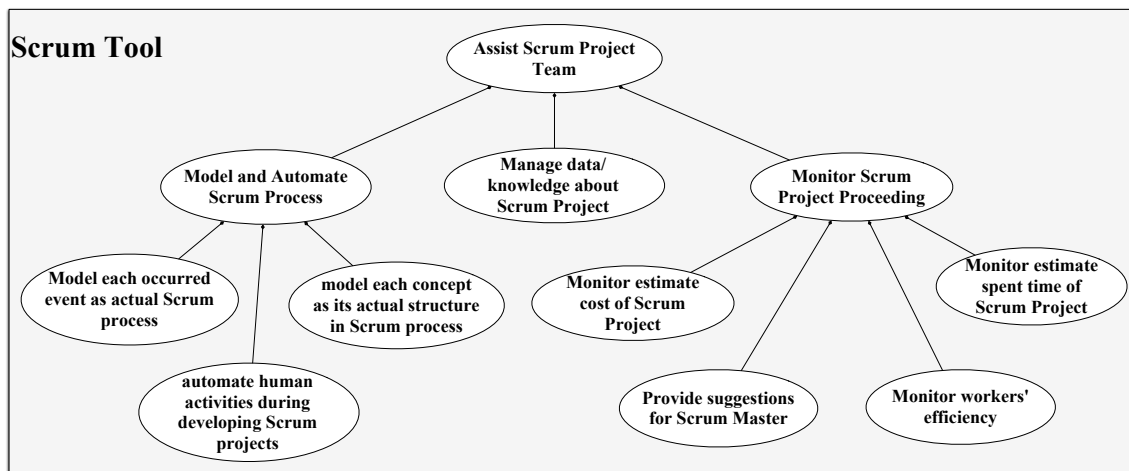 Scrum Tool
Assist Scrum Project
Team
Model and Automate
Scrum Process
Manage data/
knowledge about
Scrum Project
Monitor Scrum
Project Proceeding
Model each occurred
event as actual Scrum
process
model each concept
as its actual structure
in Scrum process
Monitor estimate
cost of Scrum
Project
Monitor estimate
spent time of
Scrum Project
automate human
activities during
developing Scrum
projects
Provide suggestions
for Scrum Master
Monitor workers'
efficiency